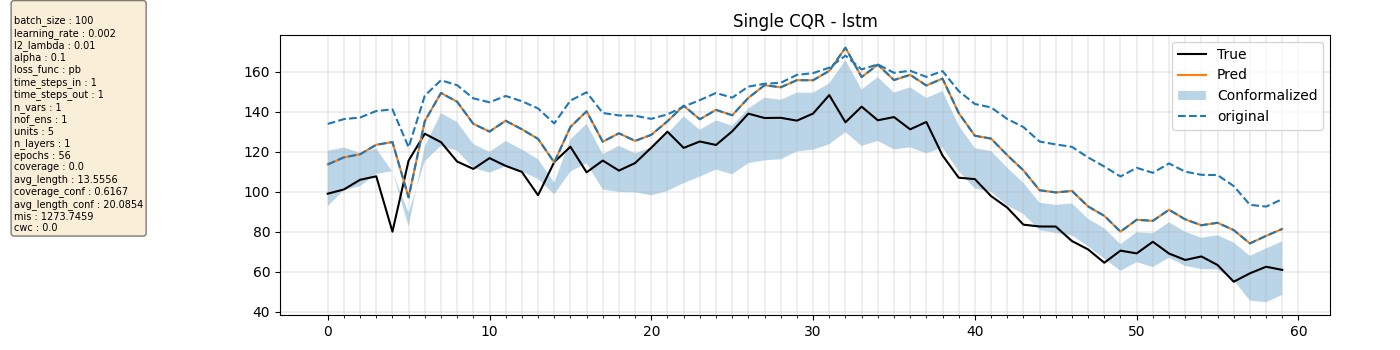 batch_size : 100
learning_rate : 0.002
l2_lambda : 0.01
alpha : 0.1
loss_func : pb
time_steps_in : 1
time_steps_out : 1
n_vars : 1
nof_ens : 1
units : 5
n_layers : 1
epochs : 56
coverage : 0.0
avg_length : 13.5556
coverage_conf : 0.6167
avg_length_conf : 20.0854
mis : 1273.7459
cwc : 0.0
Single CQR - lstm
160
140
120
100
80
60
40
0 10 20 30 40 50 60
True
Pred
Conformalized
original